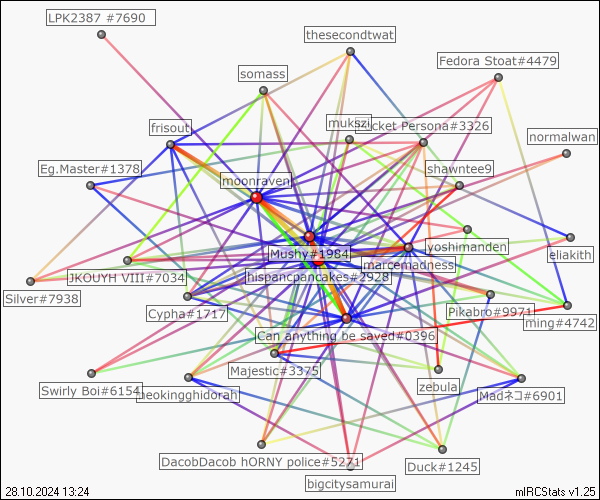 LPK2387 #7690
thesecondtwat
Fedora Stoat#4479
somass
mukszi
icket Persona#3326
frisout
normalwan
Eg.Master#1378
moonraven
shawntee9
Mushy#1984
yoshimanden
eliakith
marcemadness
JKOUYH VIII#7034
hispancpancakes#2928
Silver#7938
Cypha#1717
Pikabro#9971
ming#4742
Can anything be saved#0396
Majestic#3375
zebula
Swirly Boi#6154
theokingghidorah
Madネコ#6901
DacobDacob hORNY police#5271
Duck#1245
bigcitysamurai
28.10.2024 13:24
mIRCStats v1.25